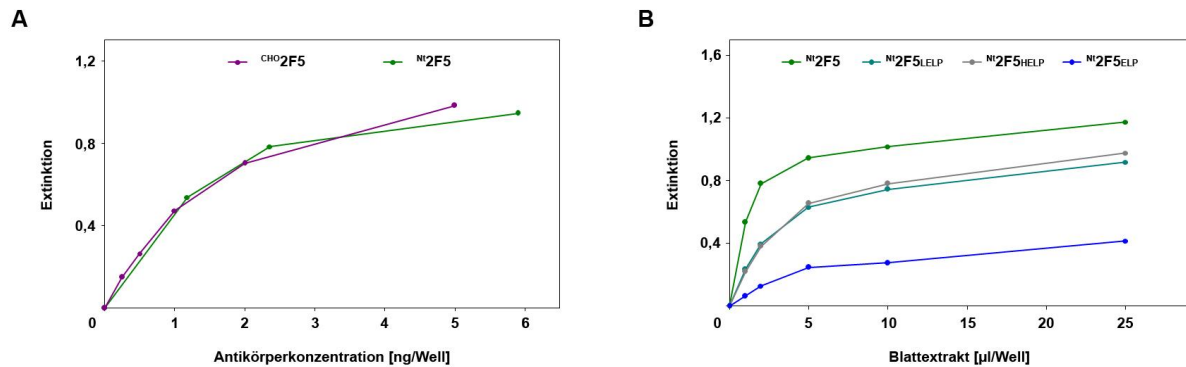 A
CHO2F5 Nt2F5
1,2
0,8
0,4
Extinktion
0 1 2 3 4 5 6
Antikörperkonzentration [ng/Well]
B
Nt2F5 Nt2F5LELP Nt2F5HELP Nt2F5ELP
1,6
1,2
0,8
0,4
Extinktion
0 5 10 15 20 25
Blattextrakt [µl/Well]